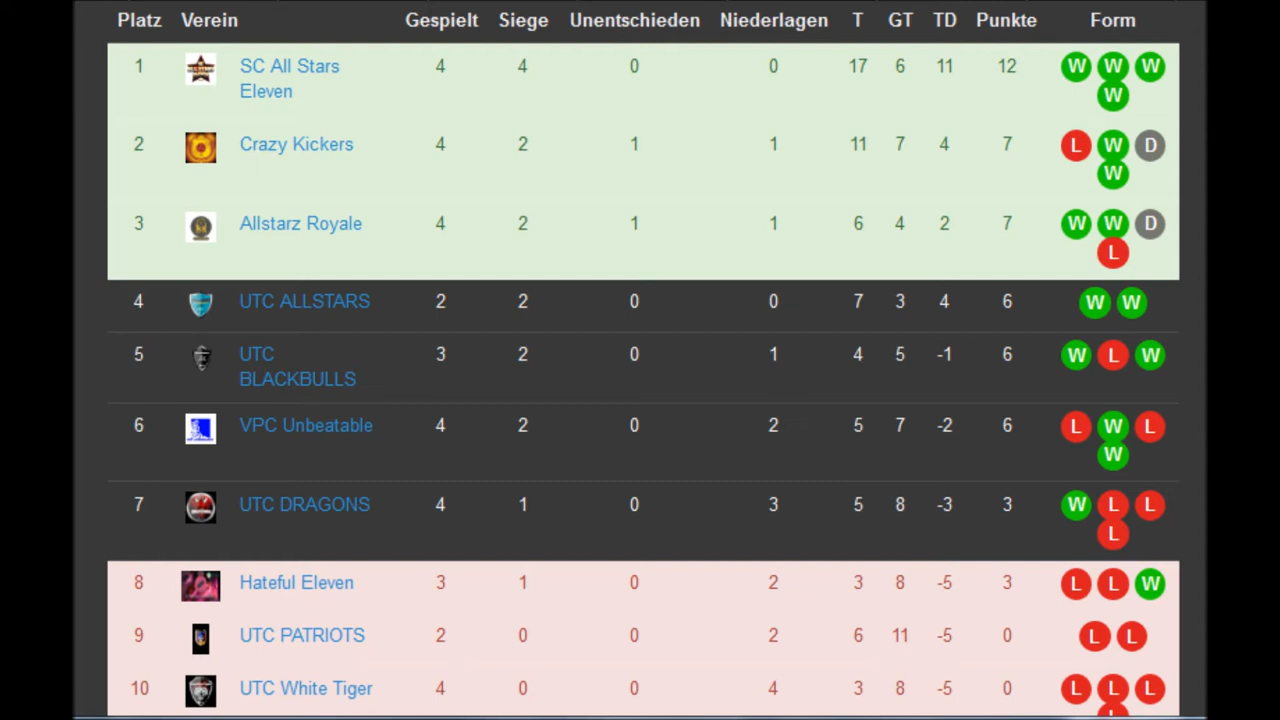 Platz Verein Gespielt Siege Unentschieden Niederlagen T GT TD Punkte Form
1 SC All Stars Eleven 4 4 0 0 17 6 11 12 W W W W
2 Crazy Kickers 4 2 1 1 11 7 4 7 L W D W
3 Allstarz Royale 4 2 1 1 6 4 2 7 W W D L
4 UTC ALLSTARS 2 2 0 0 7 3 4 6 W W
5 UTC BLACKBULLS 3 2 0 1 4 5 -1 6 W L W
6 VPC Unbeatable 4 2 0 2 5 7 -2 6 L W L W
7 UTC DRAGONS 4 1 0 3 5 8 -3 3 W L L L
8 Hateful Eleven 3 1 0 2 3 8 -5 3 L L W
9 UTC PATRIOTS 2 0 0 2 6 11 -5 0 L L
10 UTC White Tiger 4 0 0 4 3 8 -5 0 L L L